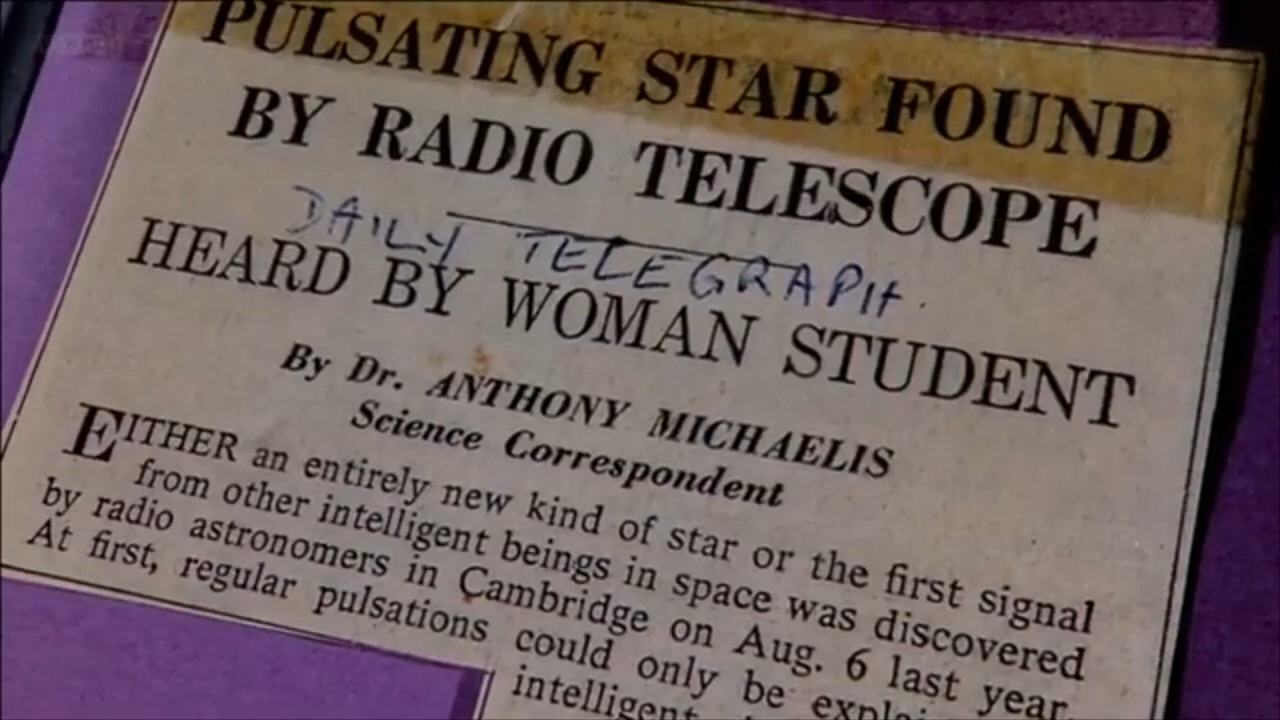 PULSATING STAR FOUND
BY RADIO TELESCOPE
DAILY TELEGRAPH.
HEARD BY WOMAN STUDENT
By Dr. ANTHONY MICHAELIS
Science Correspondent
EITHER an entirely new kind of star or the first signal
from other intelligent beings in space was discovered
by radio astronomers in Cambridge on Aug. 6 last year.
At first, regular pulsations could only be explai
intelligent